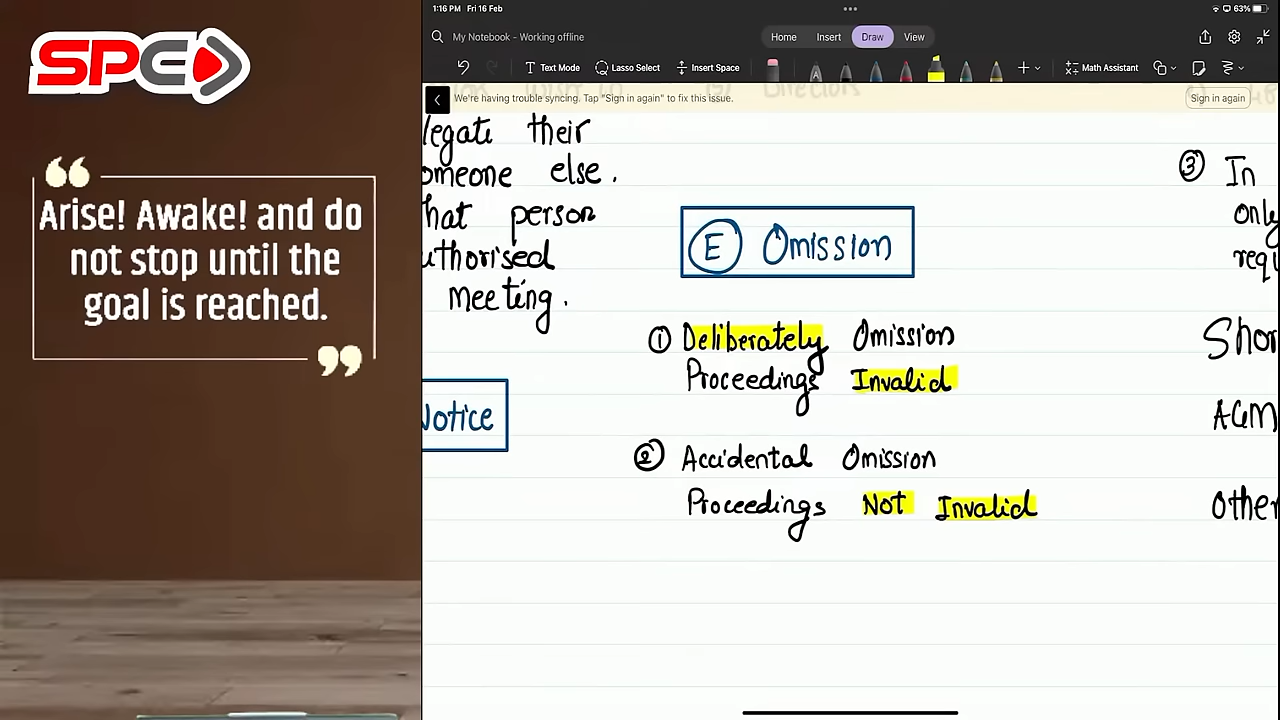 SPC
Arise! Awake! and do
not stop until the
goal is reached.
1:16 PM Fri 16 Feb
63%
My Notebook - Working offline
Home Insert Draw View
Text Mode Lasso Select Insert Space Math Assistant
We're having trouble syncing. Tap "Sign in again" to fix this issue.
Sign in again
Directors
legate their
omeone else.
hat person
uthorised
meeting.
Notice
E Omission
① Deliberately Omission
Proceedings Invalid
② Accidental Omission
Proceedings Not Invalid
③ In
only
requ
Shor
AGM
Other